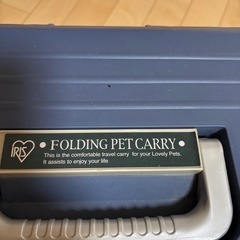 IRIS
• FOLDING PET CARRY •
This is the comfortable travel carry for your Lovely Pets.
It assists to enjoy your life